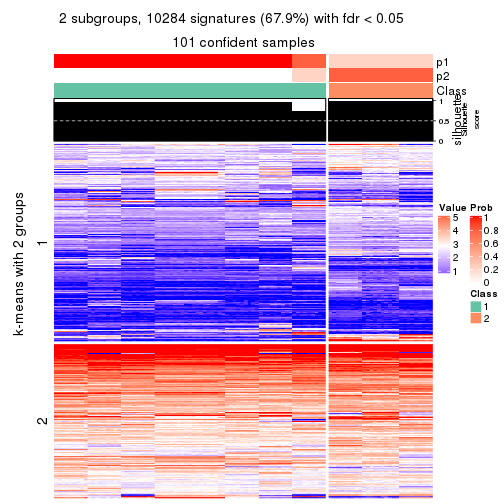 2 subgroups, 10284 signatures (67.9%) with fdr < 0.05
101 confident samples
p1
p2
Class
1
0.5
0
silhouette
Silhouette
score
k-means with 2 groups
1
2
Value
5
4
3
2
1
Prob
1
0.8
0.6
0.4
0.2
0
Class
1
2